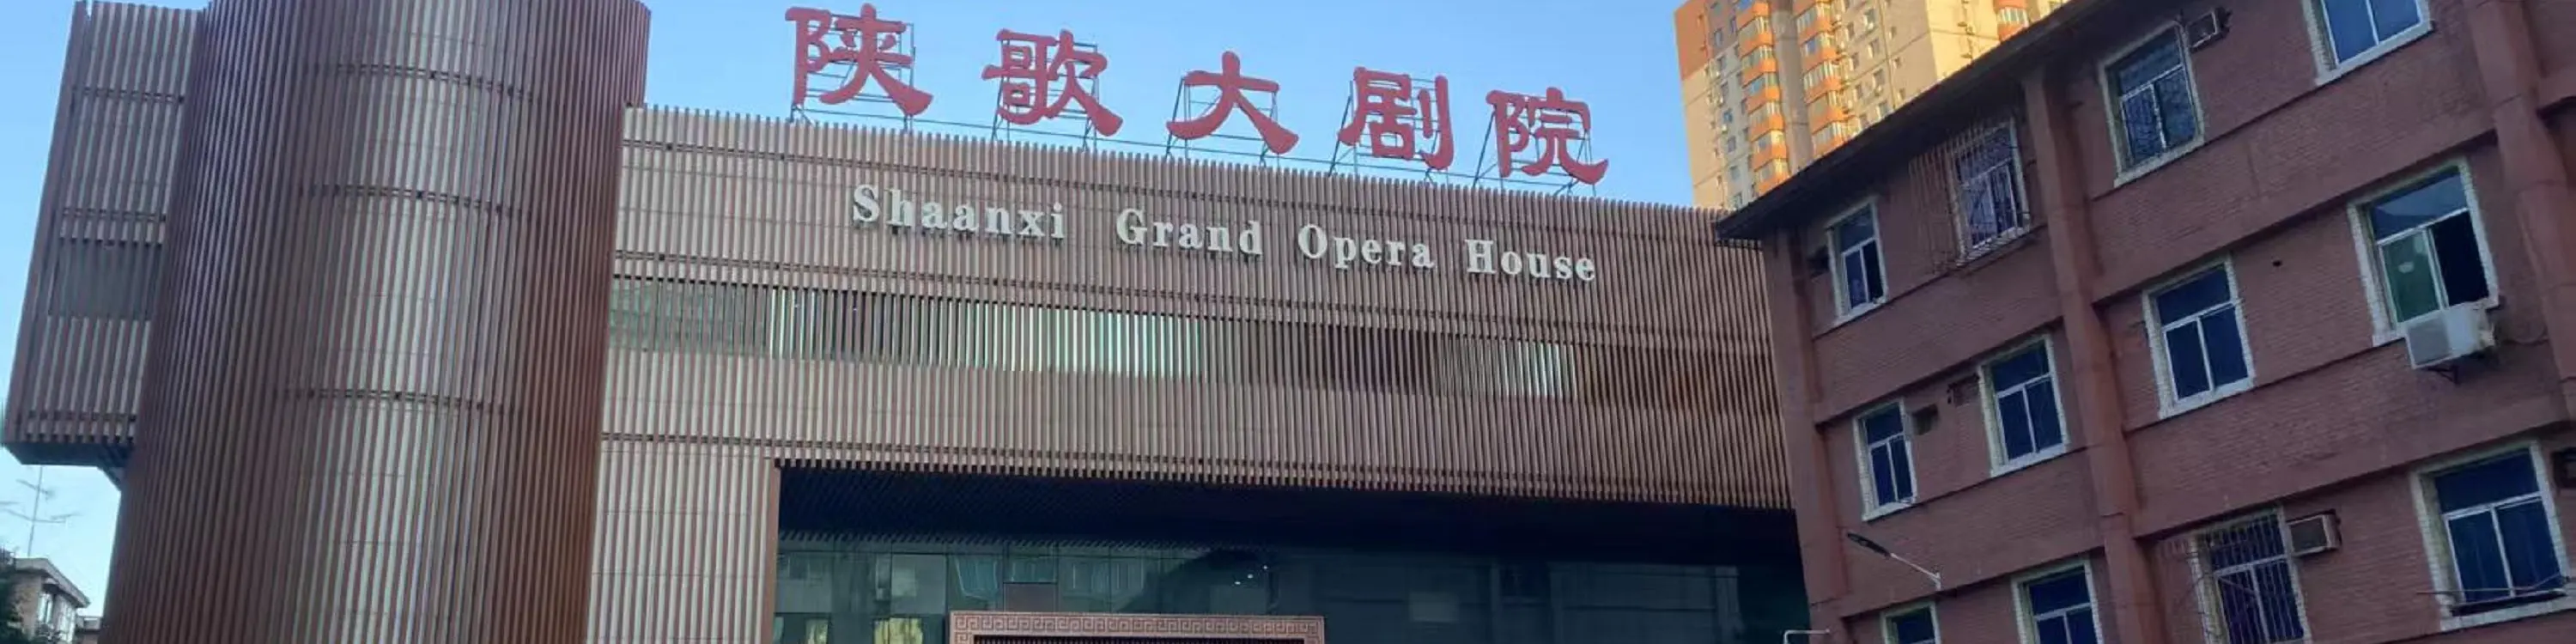 陕歌大剧院
Shaanxi Grand Opera House